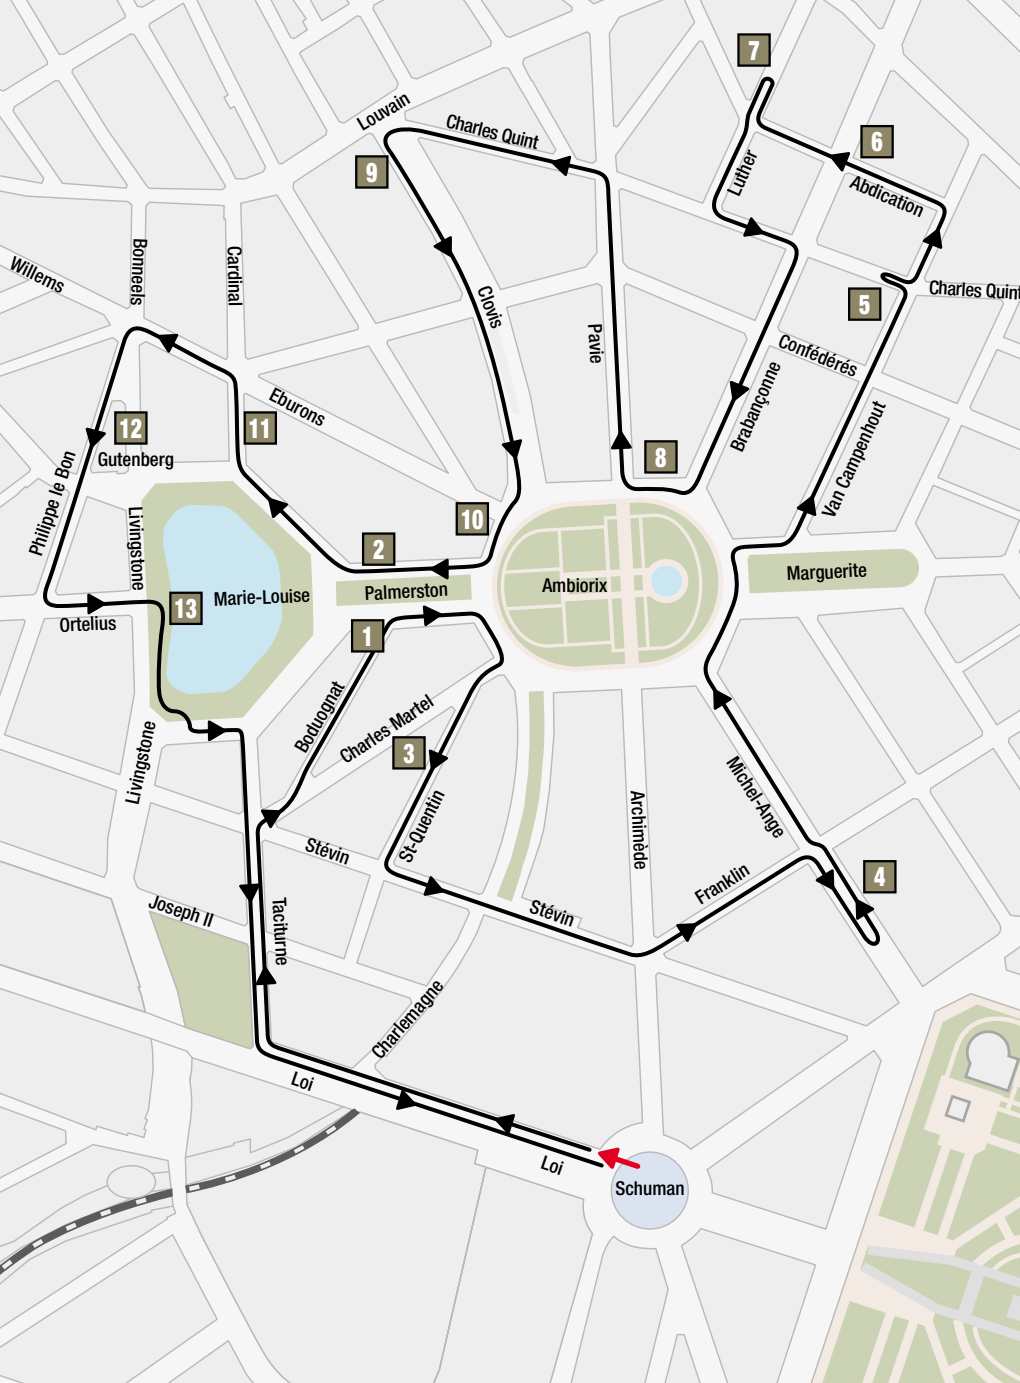 7
Louvain
Charles Quint
6
9
Luther
Abdication
Willems
Bonneels
Cardinal
Charles Quint
5
Clovis
Pavie
Confédérés
Eburons
Brabançonne
12
11
Van Campenhout
8
Gutenberg
Philippe le Bon
10
Livingstone
2
Ambiorix
Marguerite
Palmerston
Marie-Louise
13
Ortelius
1
Boduognat
Charles Martel
3
Livingstone
Michel-Ange
St-Quentin
Archimède
Stévin
4
Franklin
Joseph II
Stévin
Taciturne
Charlemagne
Loi
Loi
Schuman